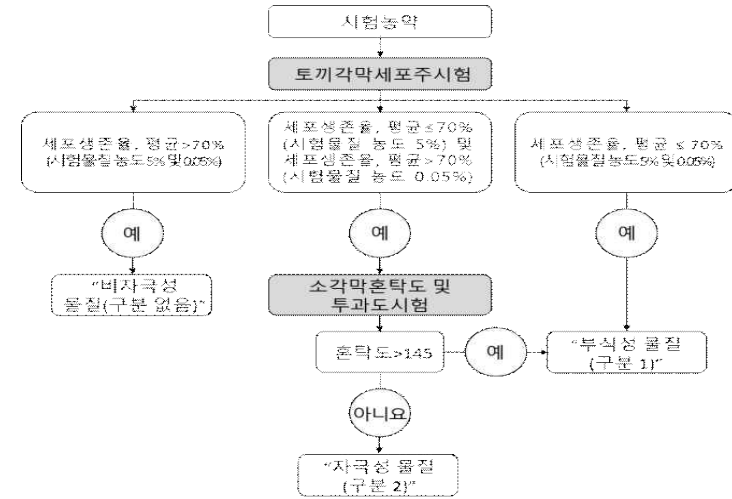 시험농약
토끼각막세포주시험
세포생존율, 평균>70%
(시험물질농도5% 및0.05%)
세포생존율, 평균≤70%
(시험물질 농도 5%) 및
세포생존율, 평균>70%
(시험물질 농도 0.05%)
세포생존율, 평균 ≤ 70%
(시험물질농도5% 및0.05%)
예
예
예
“비자극성
물질(구분 없음)”
소각막혼탁도 및
투과도시험
혼탁도>145
예
“부식성 물질
(구분 1)”
아니요
“자극성 물질
(구분 2)”